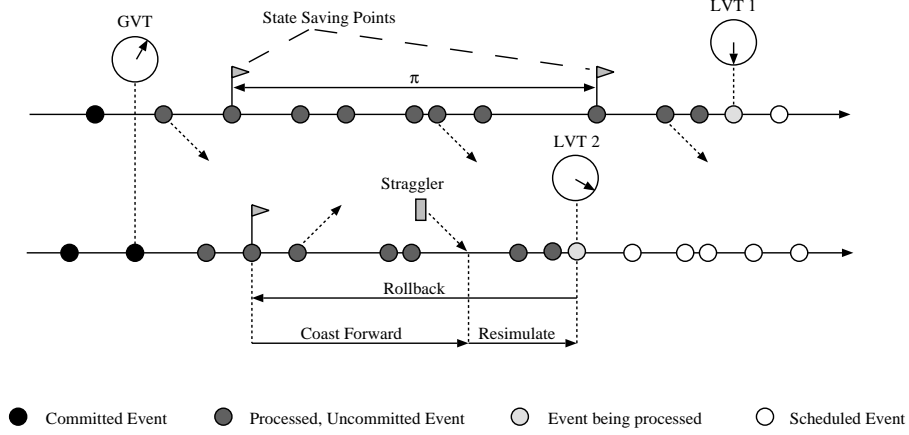 LVT 1
State Saving Points
GVT
π
LVT 2
Straggler
Rollback
Coast Forward
Resimulate
Committed Event
Processed, Uncommitted Event
Event being processed
Scheduled Event